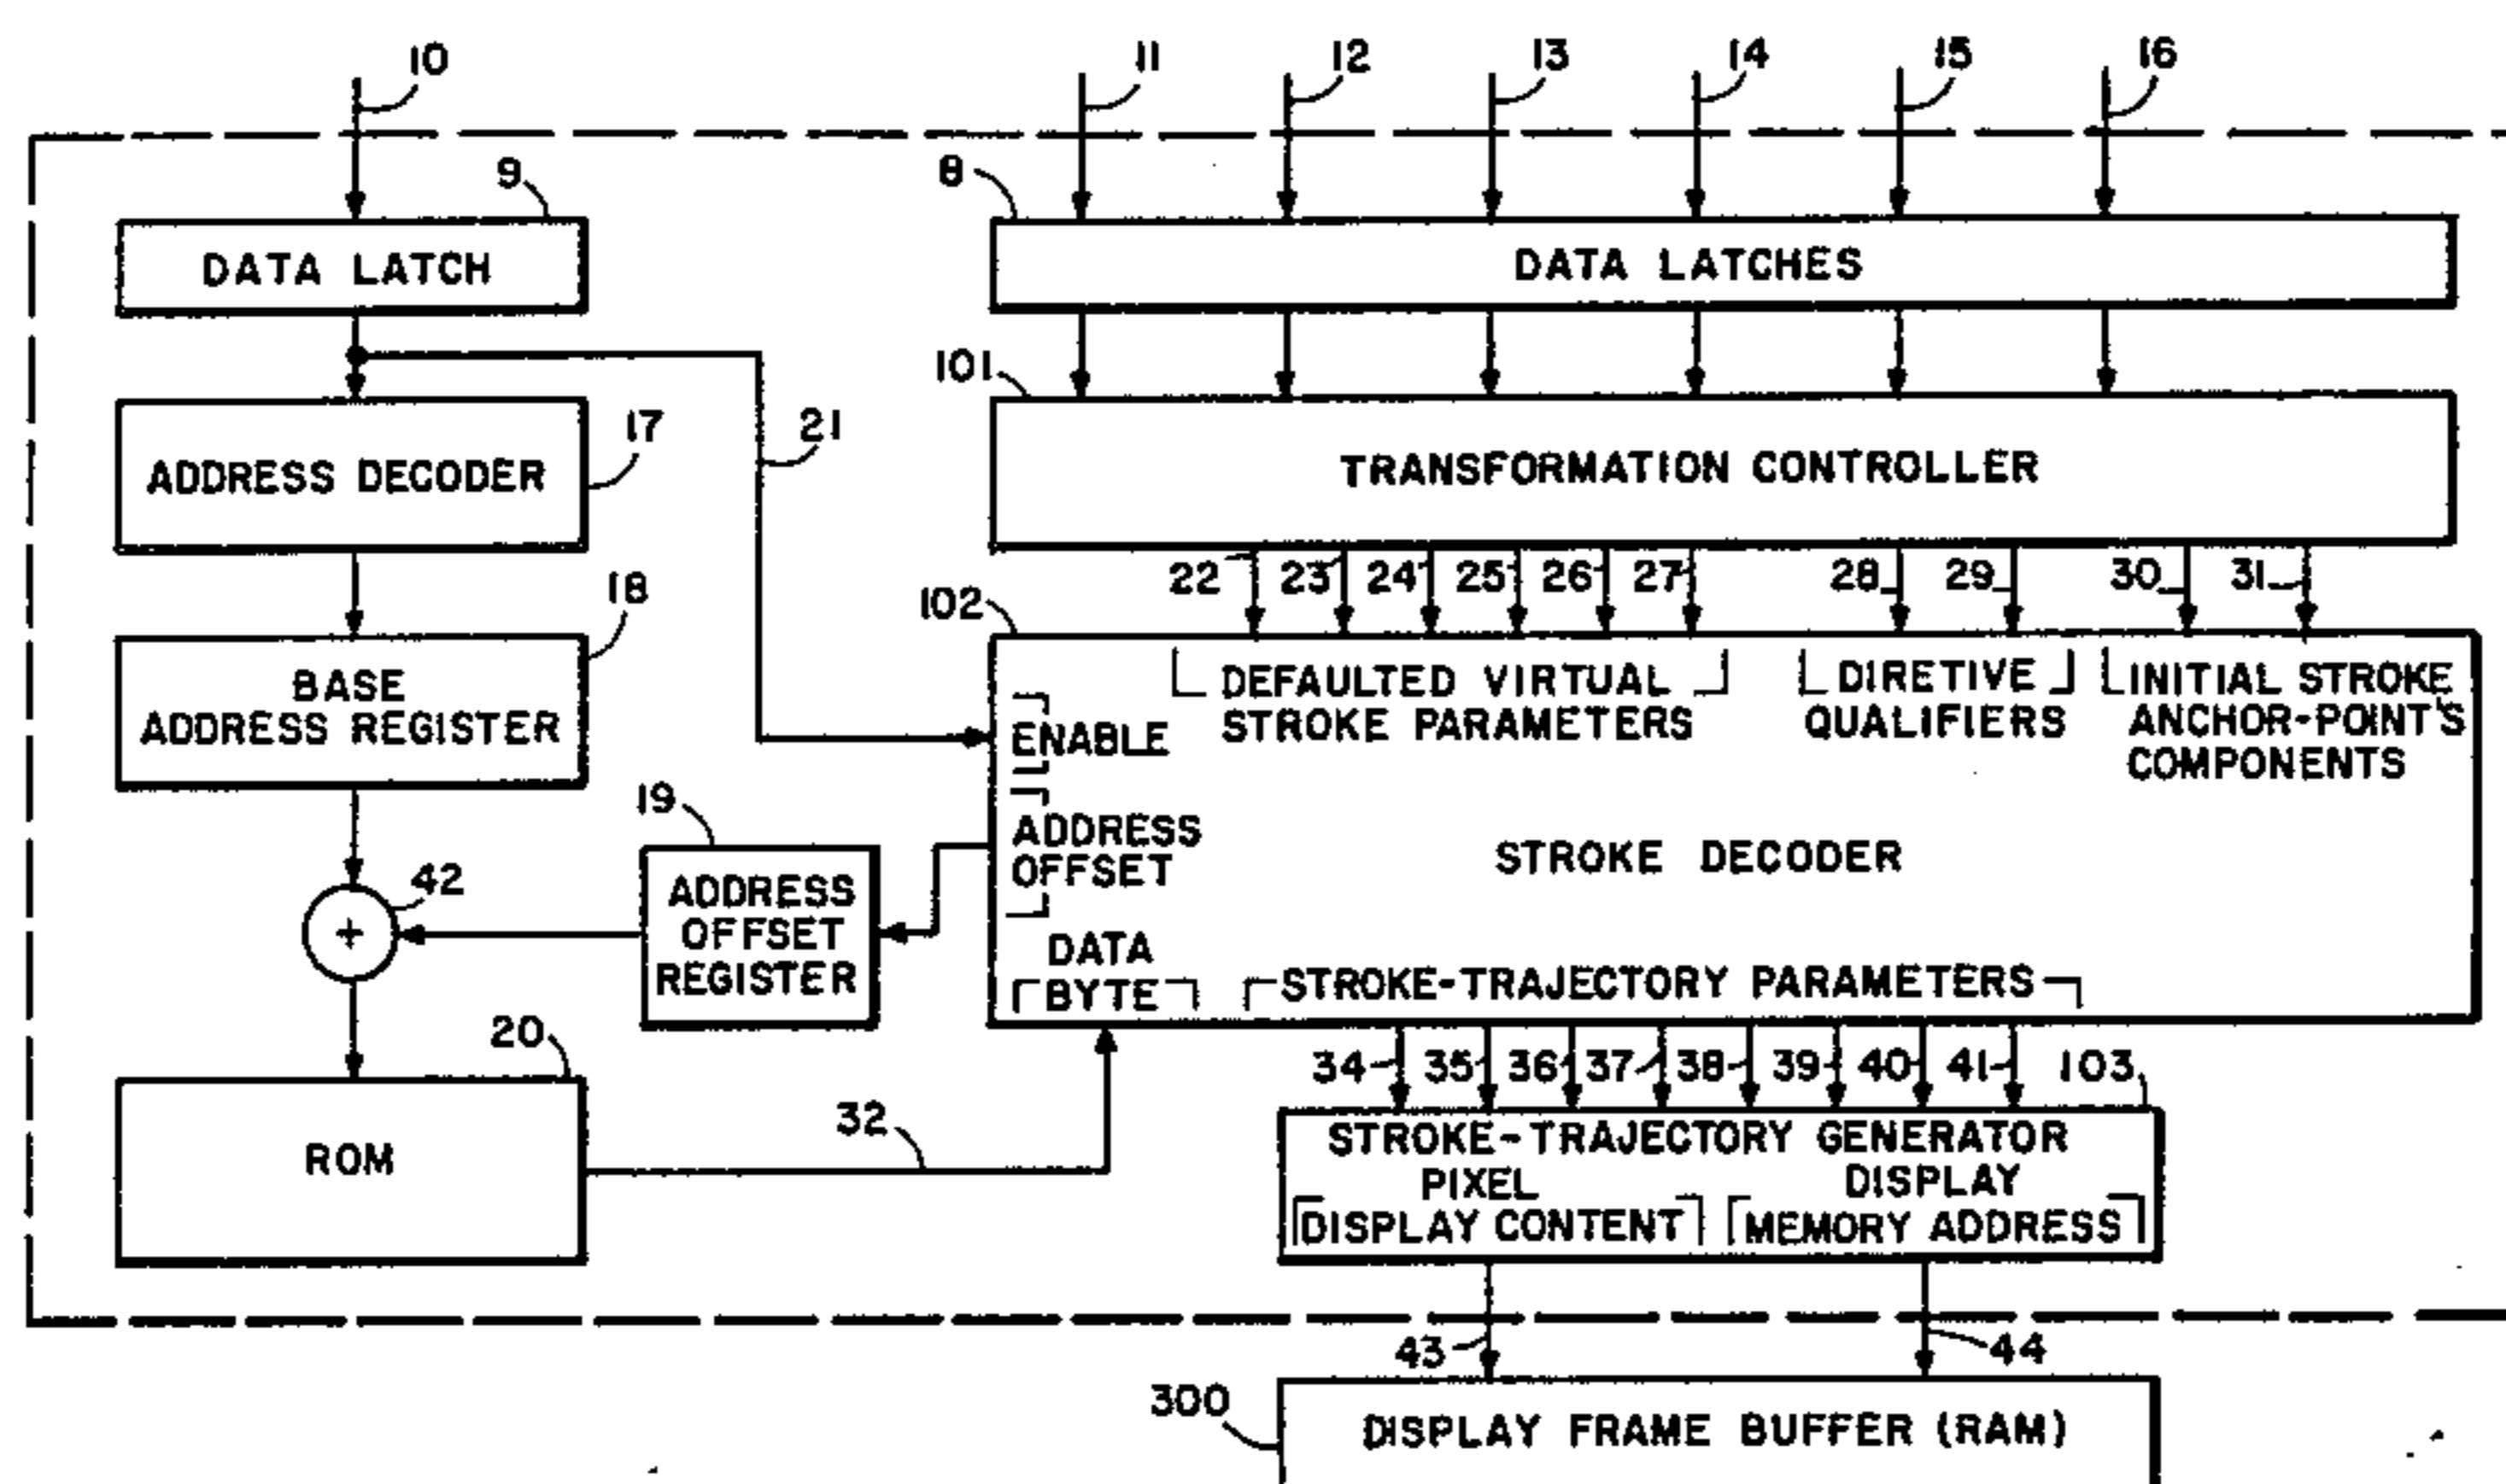 10
11
12
13
14
15
16
9
8
DATA LATCH
DATA LATCHES
101
17
21
ADDRESS DECODER
TRANSFORMATION CONTROLLER
22
23
24
25
26
27
28
29
30
31
18
102
BASE
ADDRESS REGISTER
DEFAULTED VIRTUAL
STROKE PARAMETERS
DIRETIVE
QUALIFIERS
INITIAL STROKE
ANCHOR-POINT'S
COMPONENTS
ENABLE
19
ADDRESS
OFFSET
STROKE DECODER
42
+
ADDRESS
OFFSET
REGISTER
DATA
BYTE
STROKE-TRAJECTORY PARAMETERS
20
34
35
36
37
38
39
40
41
103
ROM
32
STROKE-TRAJECTORY GENERATOR
PIXEL
DISPLAY CONTENT
DISPLAY
MEMORY ADDRESS
43
44
300
DISPLAY FRAME BUFFER (RAM)